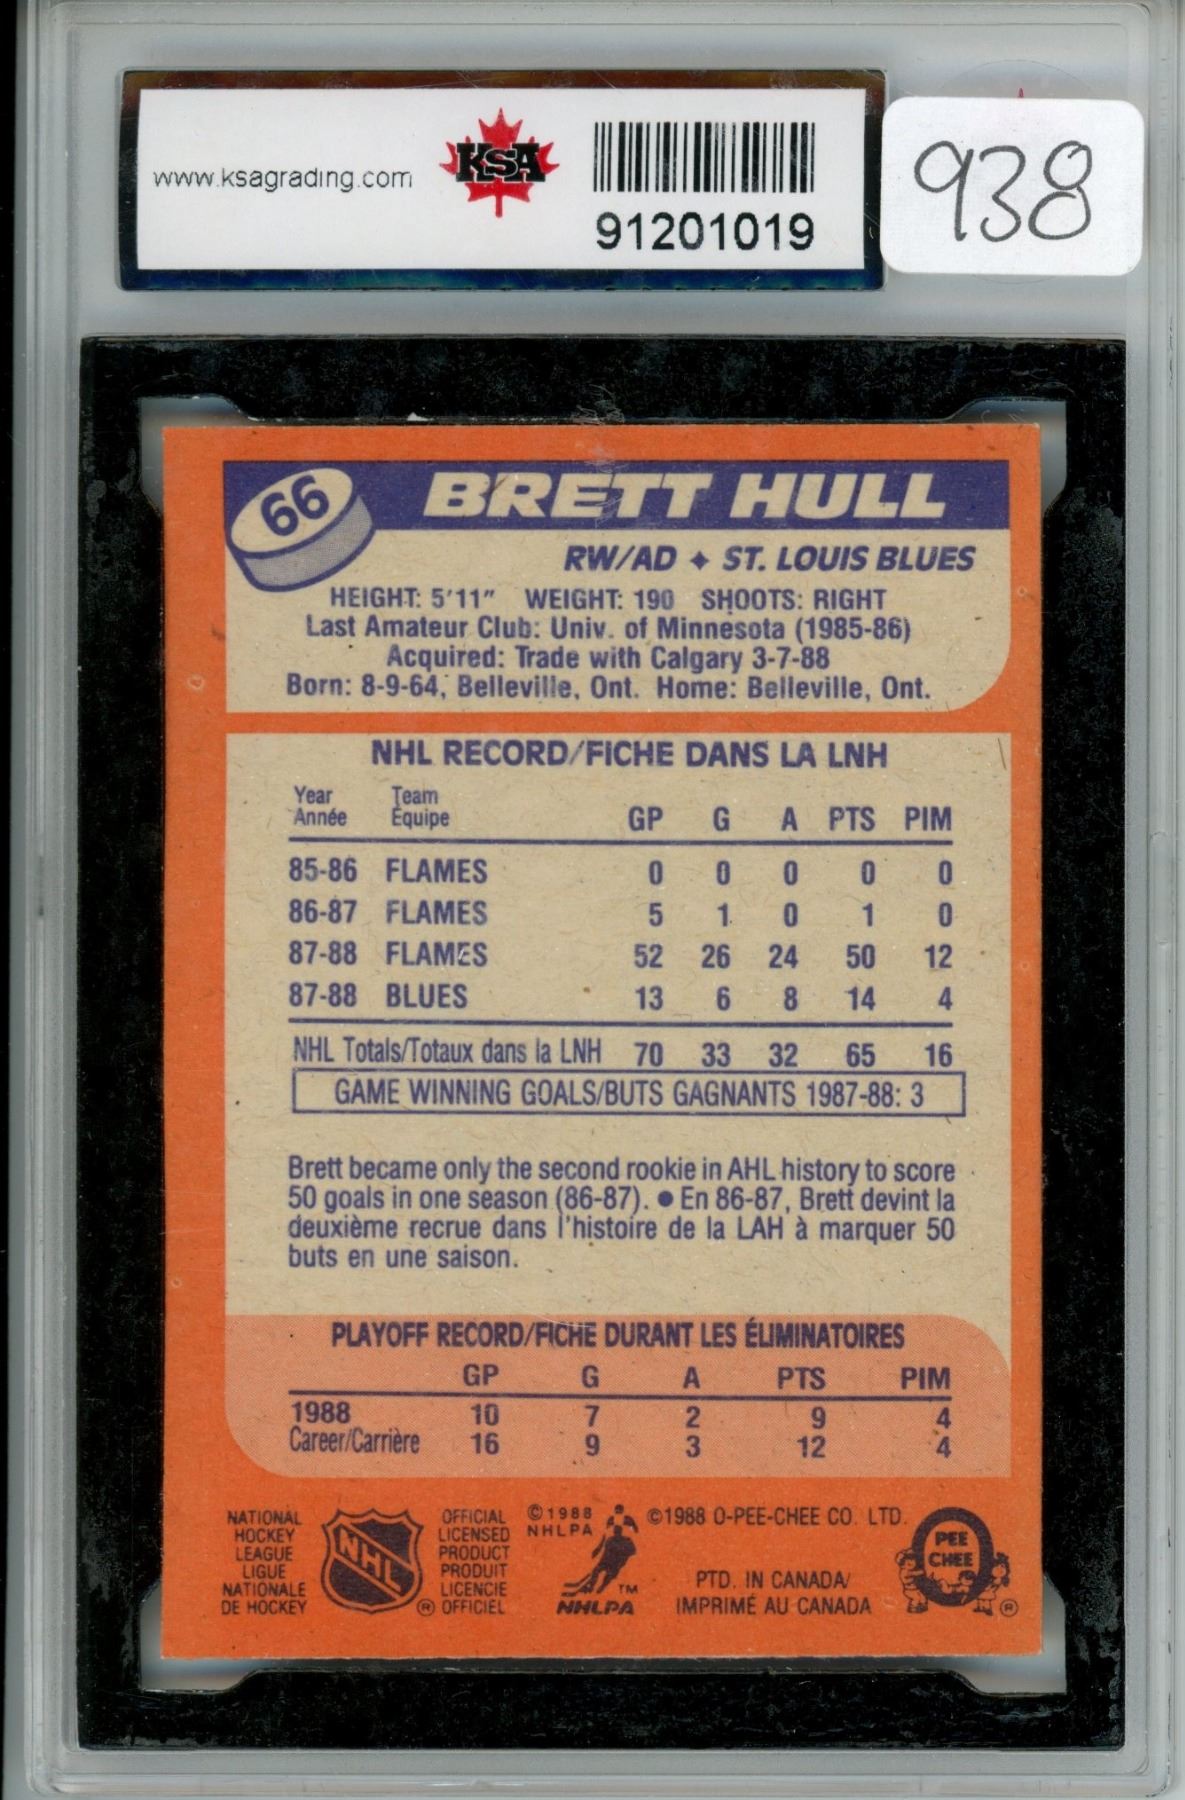 www.ksagrading.com
KSA
91201019
938
66
BRETT HULL
RW/AD ✦ ST. LOUIS BLUES
HEIGHT: 5'11" WEIGHT: 190 SHOOTS: RIGHT
Last Amateur Club: Univ. of Minnesota (1985-86)
Acquired: Trade with Calgary 3-7-88
Born: 8-9-64, Belleville, Ont. Home: Belleville, Ont.
NHL RECORD/FICHE DANS LA LNH
Year Team
Année Équipe GP G A PTS PIM
85-86 FLAMES 0 0 0 0 0
86-87 FLAMES 5 1 0 1 0
87-88 FLAMES 52 26 24 50 12
87-88 BLUES 13 6 8 14 4
NHL Totals/Totaux dans la LNH 70 33 32 65 16
GAME WINNING GOALS/BUTS GAGNANTS 1987-88: 3
Brett became only the second rookie in AHL history to score
50 goals in one season (86-87). ● En 86-87, Brett devint la
deuxième recrue dans l'histoire de la LAH à marquer 50
buts en une saison.
PLAYOFF RECORD/FICHE DURANT LES ÉLIMINATOIRES
GP G A PTS PIM
1988 10 7 2 9 4
Career/Carrière 16 9 3 12 4
NATIONAL
HOCKEY
LEAGUE
LIGUE
NATIONALE
DE HOCKEY
NHL
®
OFFICIAL
LICENSED
PRODUCT
PRODUIT
LICENCIE
OFFICIEL
©1988
NHLPA
TM
NHLPA
©1988 O-PEE-CHEE CO. LTD.
PTD. IN CANADA/
IMPRIMÉ AU CANADA
O
PEE
CHEE
®